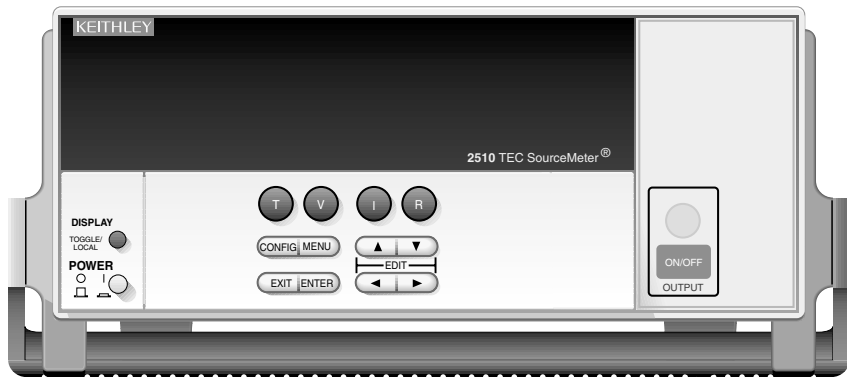 KEITHLEY
2510 TEC SourceMeter®
T V I R
DISPLAY
TOGGLE/
LOCAL
CONFIG MENU
EDIT
POWER
EXIT ENTER
ON/OFF
OUTPUT